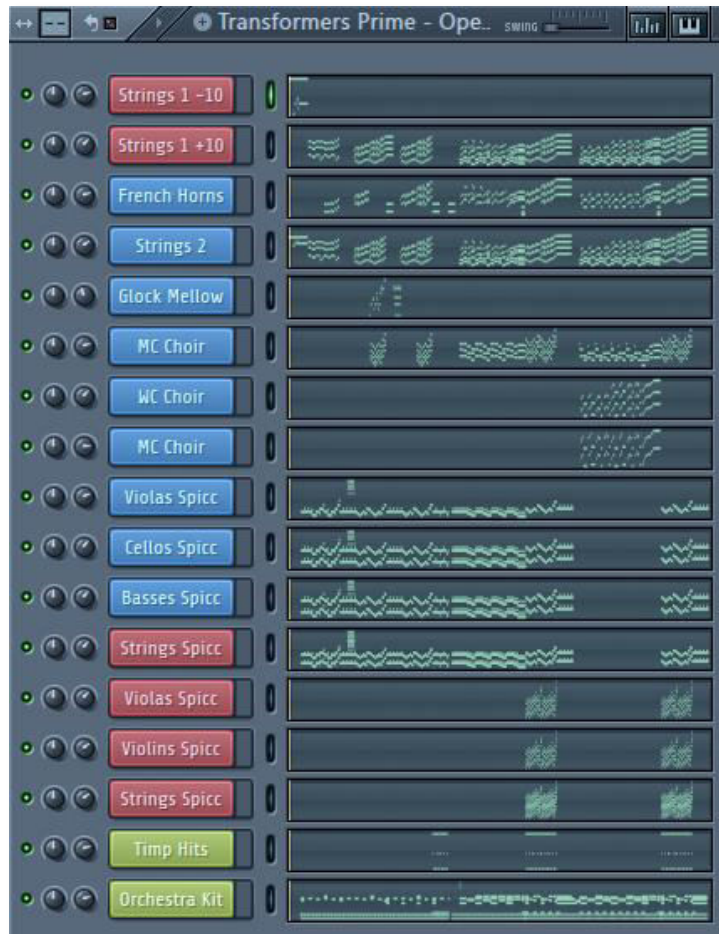 Transformers Prime - Ope.. SWING
Strings 1 -10
Strings 1 +10
French Horns
Strings 2
Glock Mellow
MC Choir
WC Choir
MC Choir
Violas Spicc
Cellos Spicc
Basses Spicc
Strings Spicc
Violas Spicc
Violins Spicc
Strings Spicc
Timp Hits
Orchestra Kit